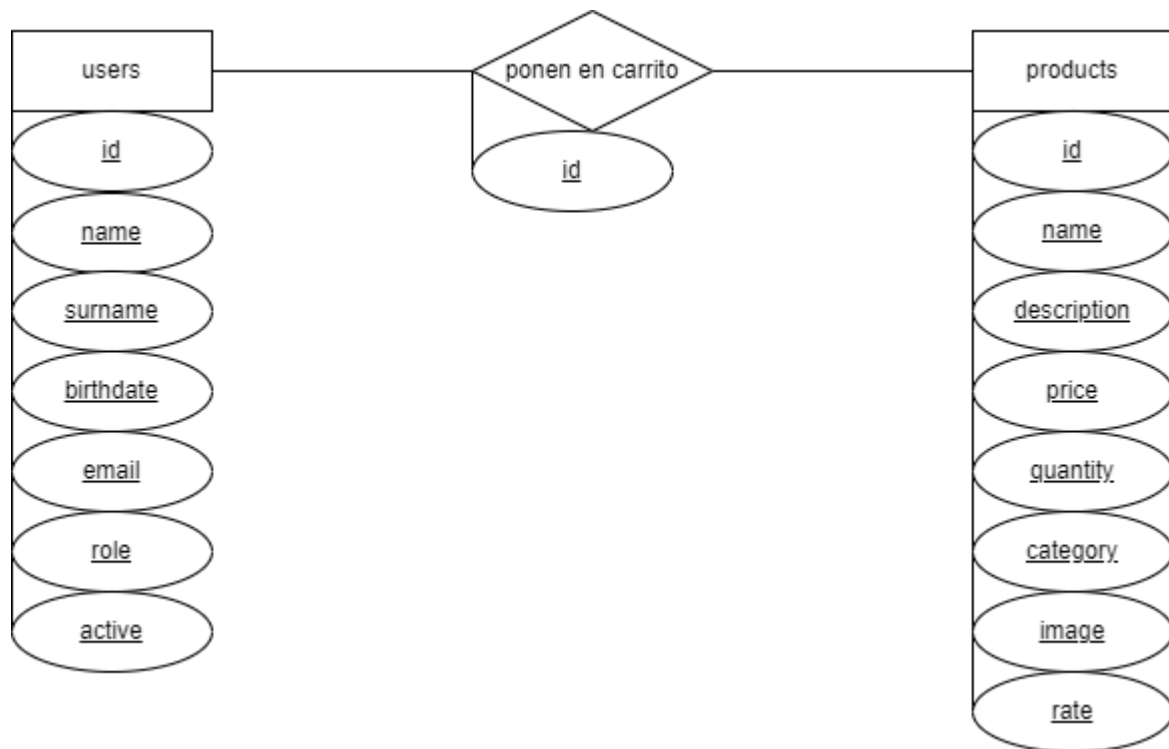 users
id
name
surname
birthdate
email
role
active
ponen en carrito
id
products
id
name
description
price
quantity
category
image
rate